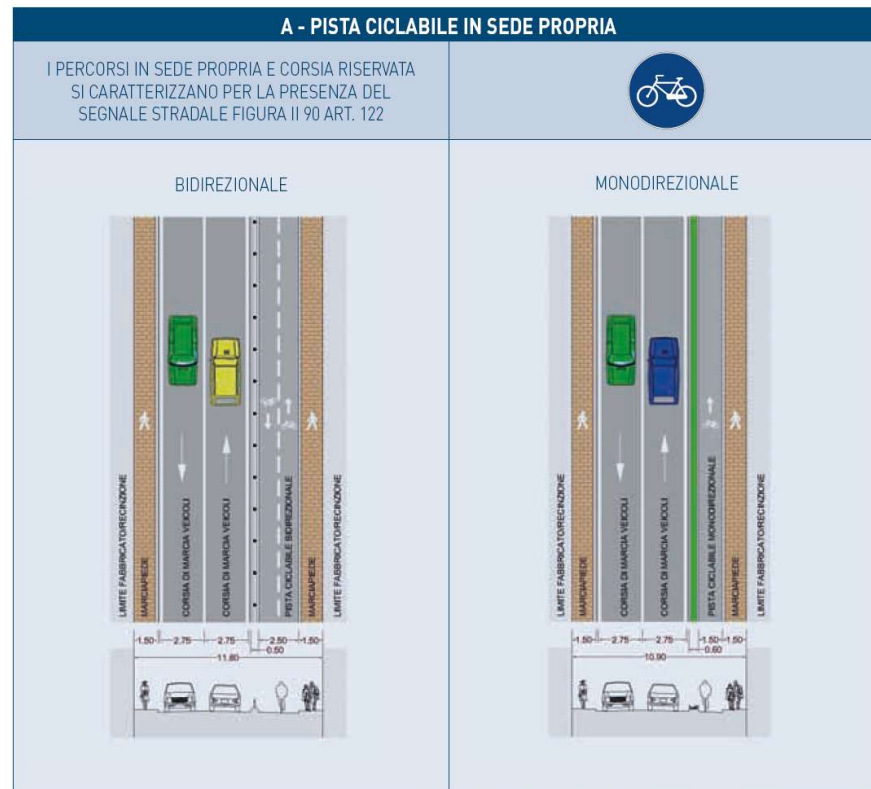 A - PISTA CICLABILE IN SEDE PROPRIA
I PERCORSI IN SEDE PROPRIA E CORSIA RISERVATA
SI CARATTERIZZANO PER LA PRESENZA DEL
SEGNALE STRADALE FIGURA II 90 ART. 122
BIDIREZIONALE
LIMITE FABBRICATO/RECINZIONE
MARCIAPIEDE
CORSIA DI MARCIA VEICOLI
CORSIA DI MARCIA VEICOLI
PISTA CICLABILE BIDIREZIONALE
MARCIAPIEDE
LIMITE FABBRICATO/RECINZIONE
1.50 2.75 2.75 2.50 1.50
0.50
MONODIREZIONALE
LIMITE FABBRICATO/RECINZIONE
MARCIAPIEDE
CORSIA DI MARCIA VEICOLI
CORSIA DI MARCIA VEICOLI
PISTA CICLABILE MONODIREZIONALE
MARCIAPIEDE
LIMITE FABBRICATO/RECINZIONE
1.50 2.75 2.75 1.50 1.50
10.90